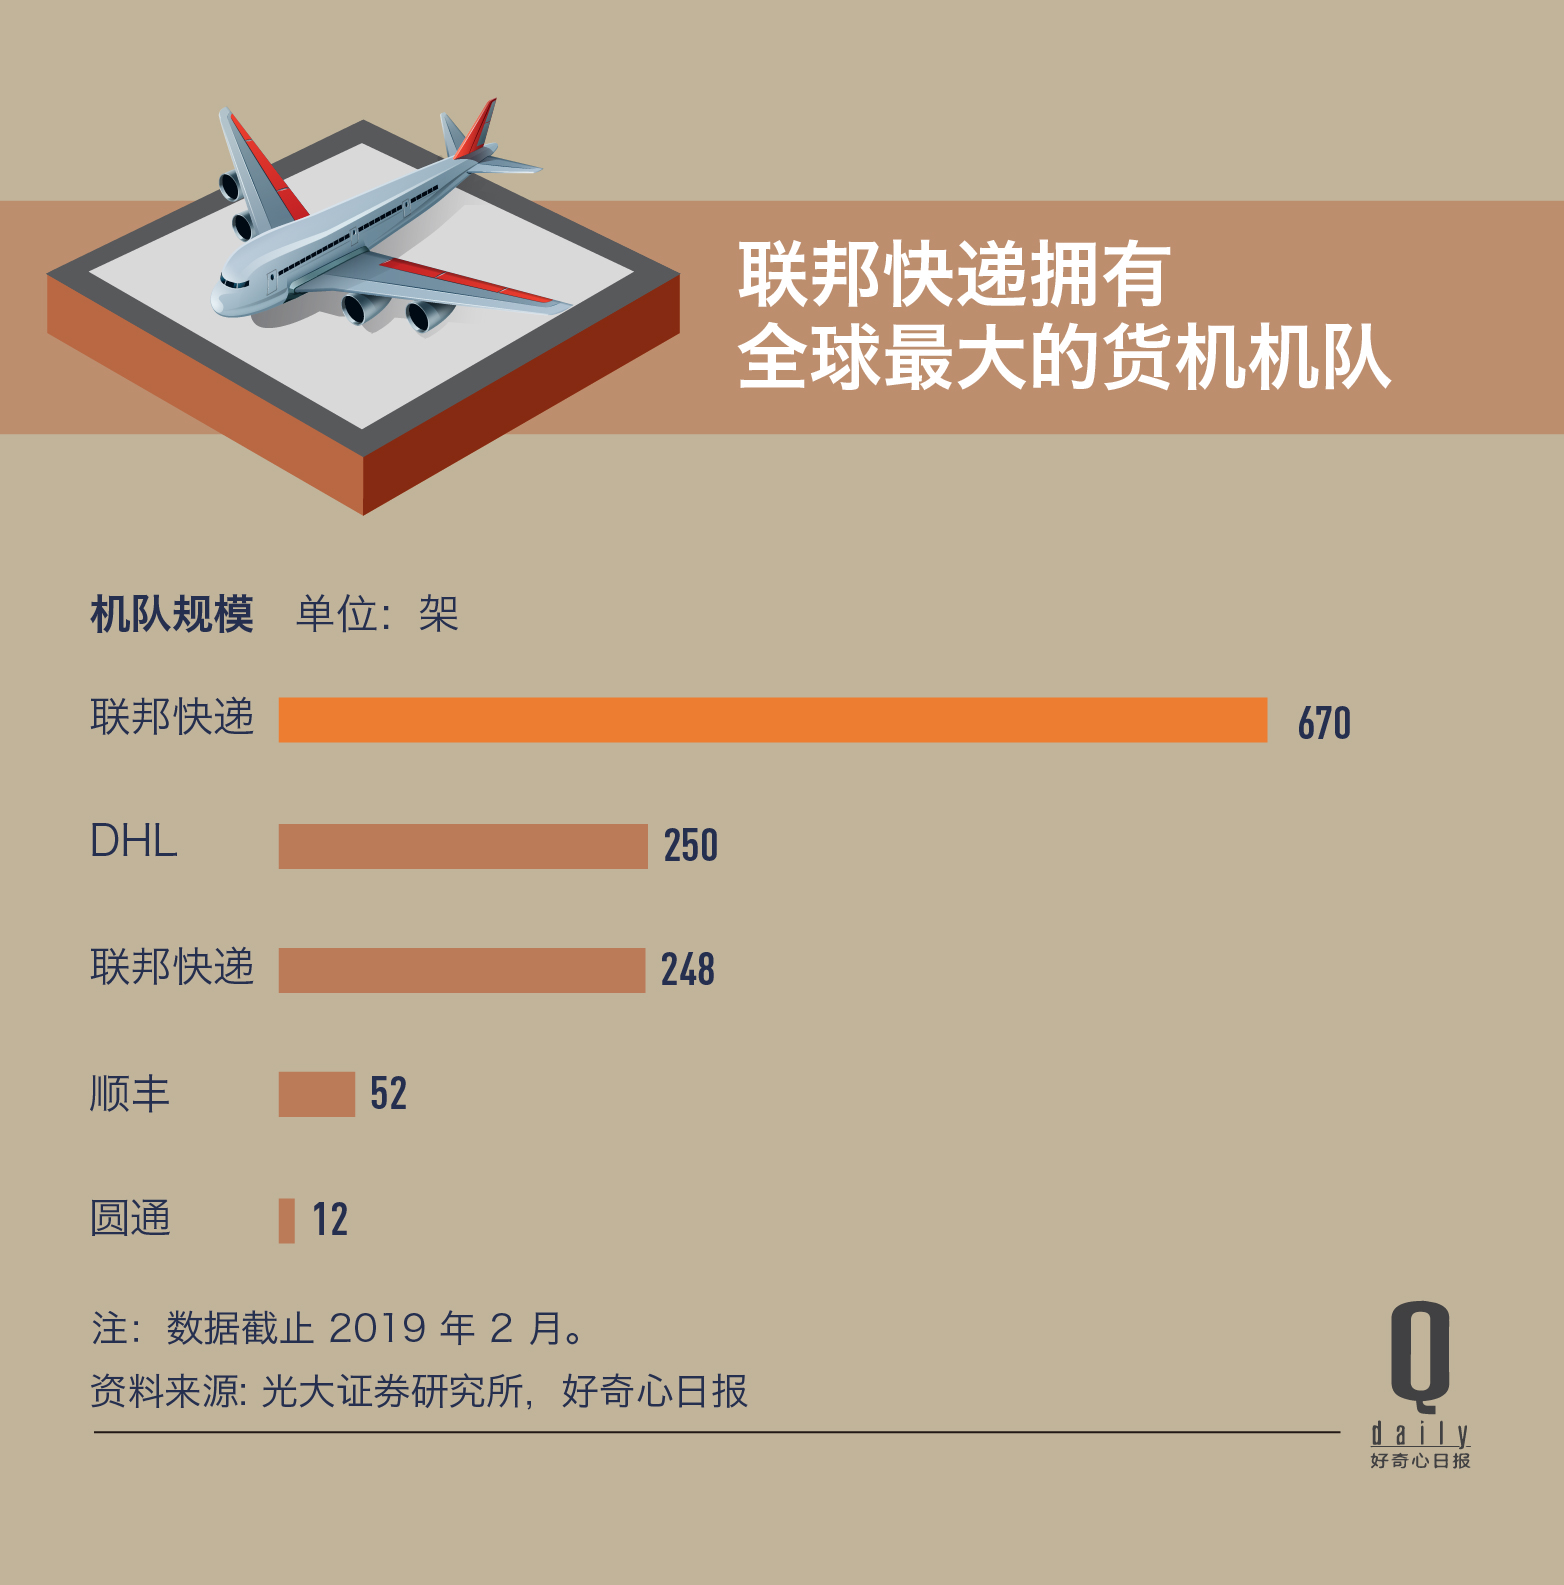 联邦快递拥有
全球最大的货机机队
机队规模 单位：架
联邦快递 670
DHL 250
联邦快递 248
顺丰 52
圆通 12
注：数据截止 2019 年 2 月。
资料来源: 光大证券研究所，好奇心日报
Q
daily
好奇心日报